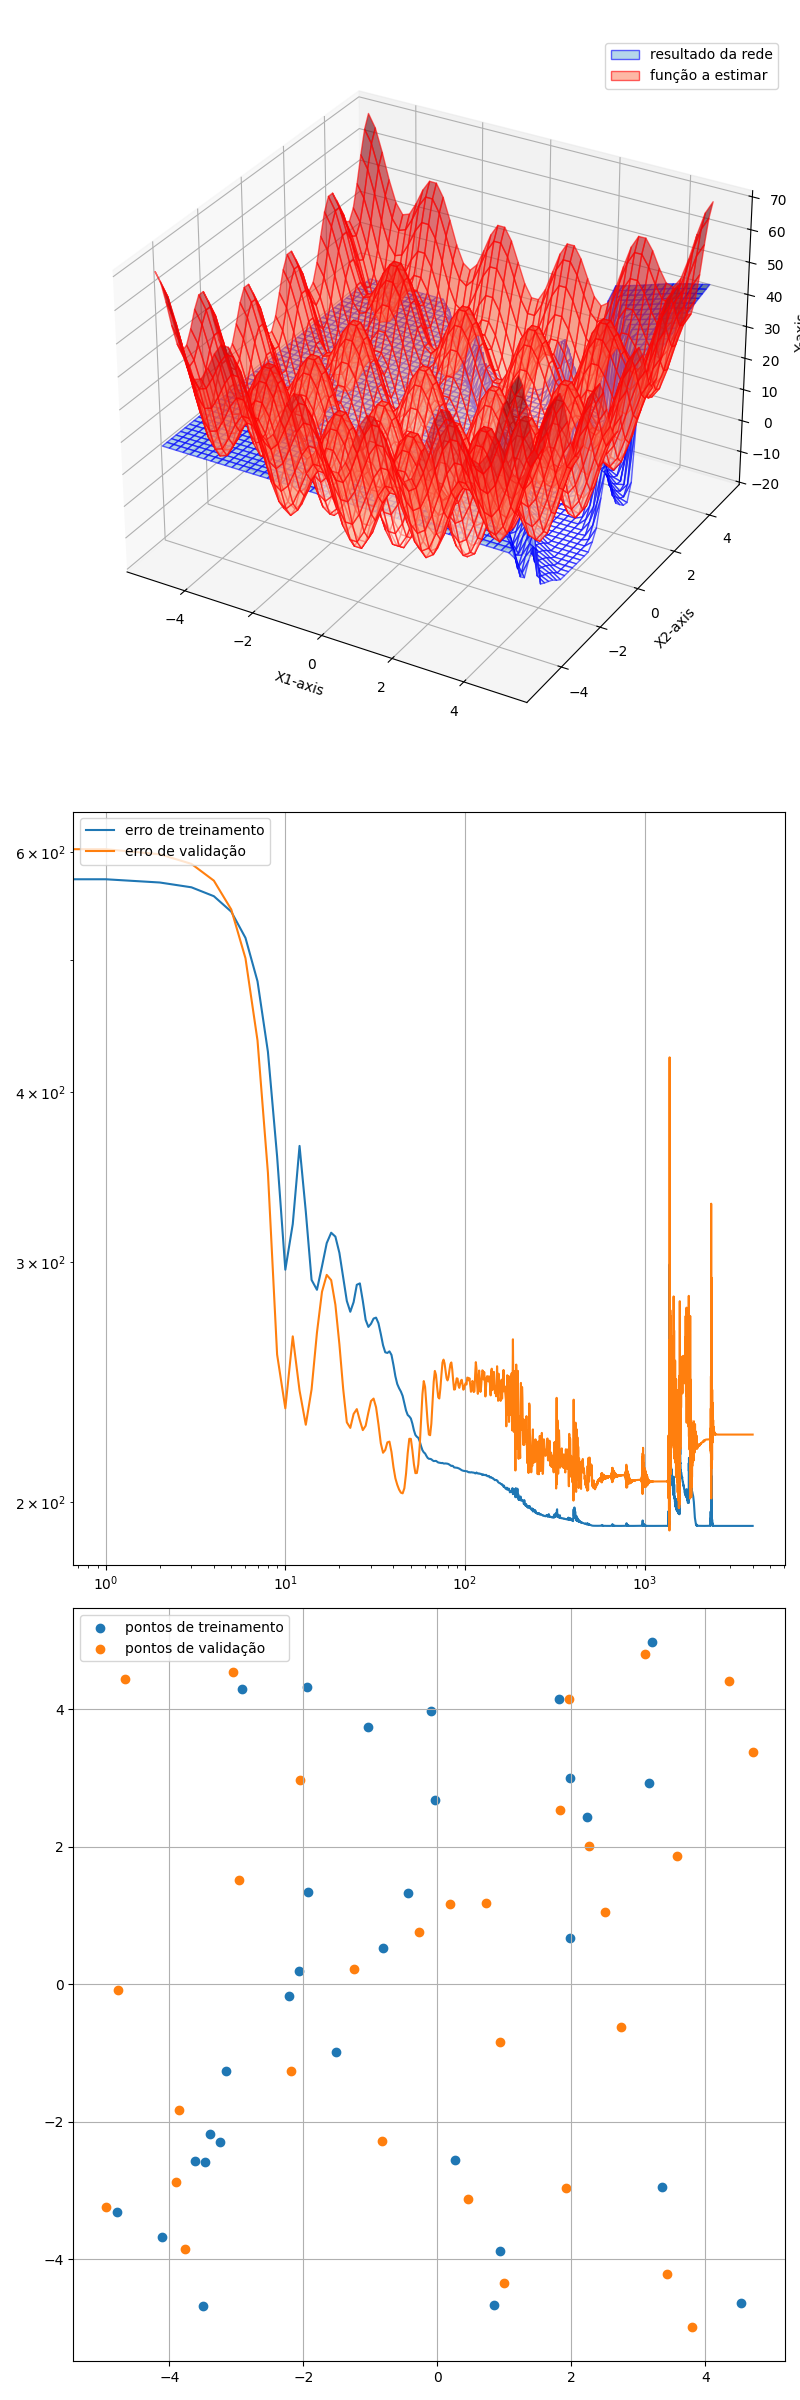 resultado da rede
função a estimar
70
60
50
40
30
20
10
0
−10
−20
−4
−2
0
2
4
X1-axis
−4
−2
0
2
4
X2-axis
erro de treinamento
erro de validação
6 × 10²
4 × 10²
3 × 10²
2 × 10²
10⁰
10¹
10²
10³
pontos de treinamento
pontos de validação
4
2
0
−2
−4
−4
−2
0
2
4